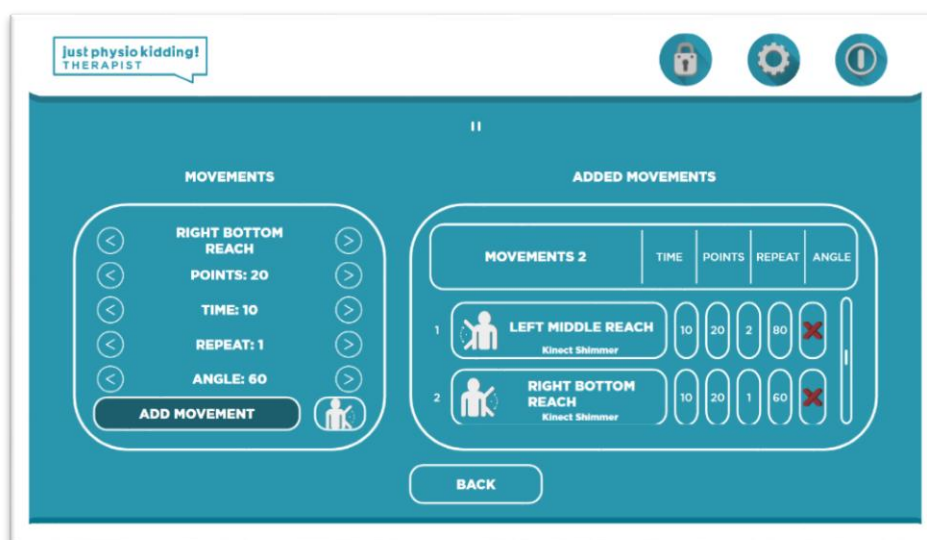 just physio kidding!
THERAPIST
II
MOVEMENTS
RIGHT BOTTOM
REACH
POINTS: 20
TIME: 10
REPEAT: 1
ANGLE: 60
ADD MOVEMENT
ADDED MOVEMENTS
MOVEMENTS 2 TIME POINTS REPEAT ANGLE
1 LEFT MIDDLE REACH 10 20 2 80
Kinect Shimmer
2 RIGHT BOTTOM
REACH 10 20 1 60
Kinect Shimmer
BACK